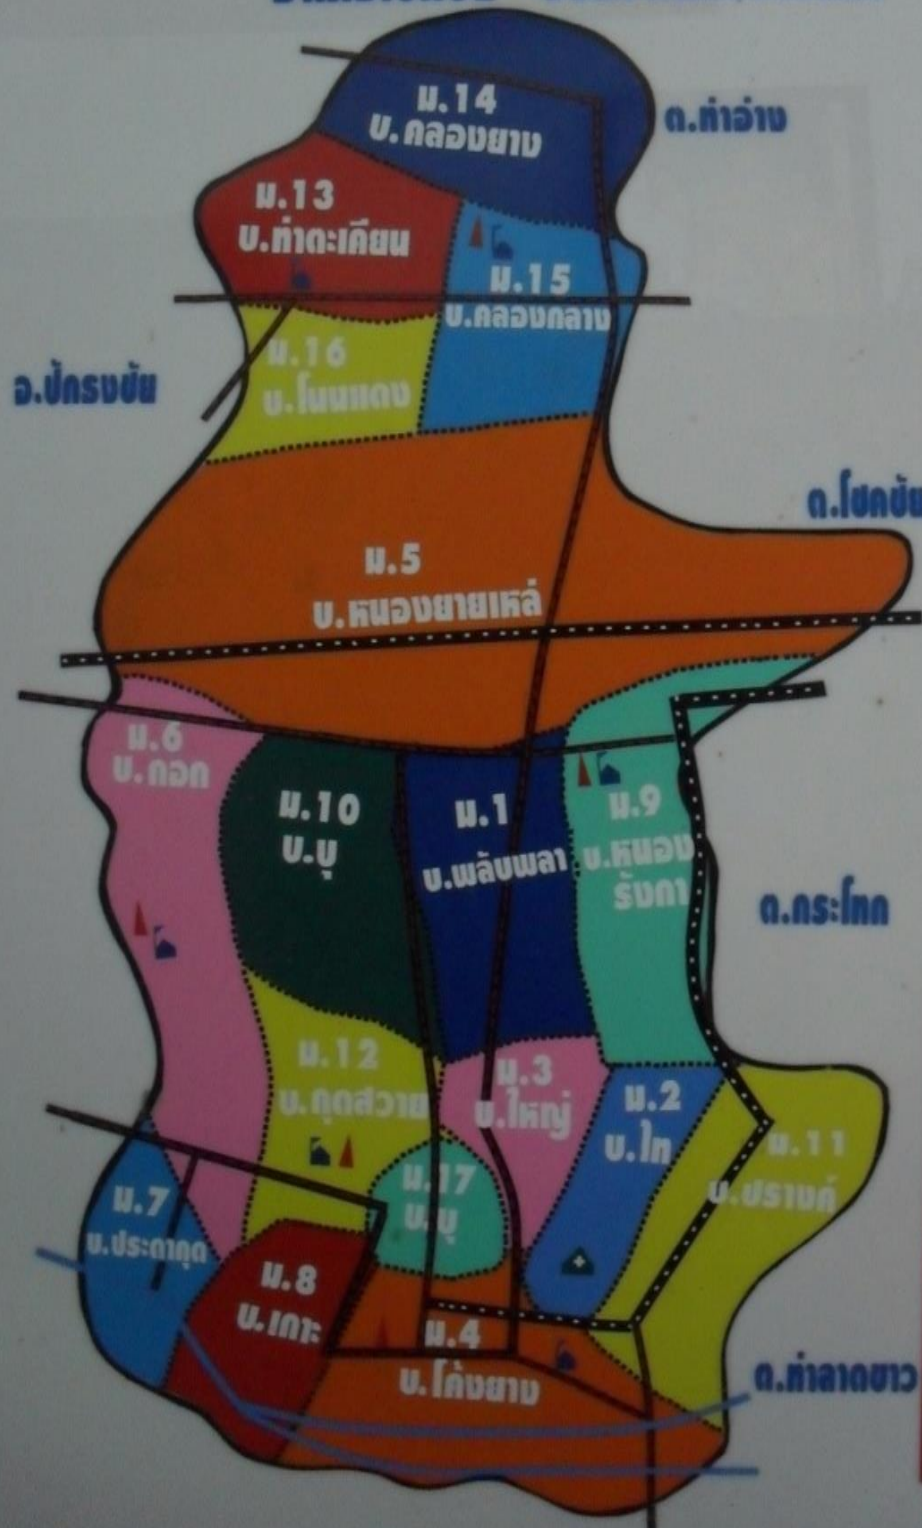 ม.14
บ.คลองยาง
ต.ท่าอ่าง
ม.13
บ.ท่าตะเคียน
ม.15
บ.คลองกลาง
ม.16
บ.โนนแดง
อ.ปักธงชัย
ต.โชคชัย
ม.5
บ.หนองยายเหล่
ม.6
บ.กอก
ม.10
บ.บุ
ม.1
บ.พลับพลา
ม.9
บ.หนอง
รังกา
ต.กระโทก
ม.12
บ.กุดสวาย
ม.3
บ.ใหญ่
ม.2
บ.ไท
ม.11
บ.ปรางค์
ม.17
บ.บุ
ม.7
บ.ประดากุด
ม.8
บ.เกาะ
ม.4
บ.โค้งยาง
ต.ท่าลาดขาว